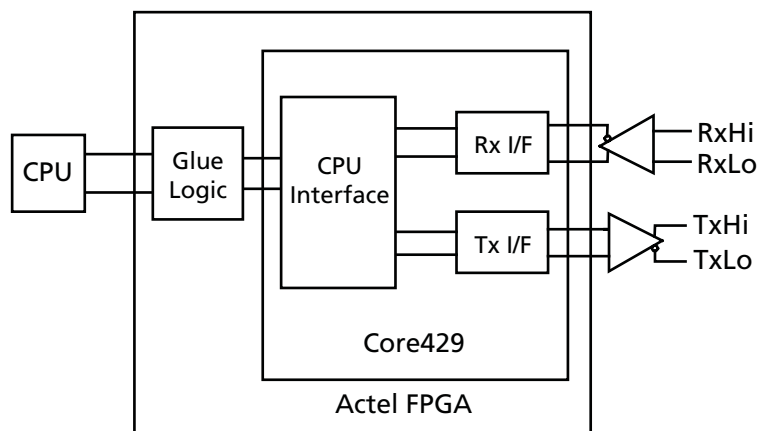 CPU
Glue
Logic
CPU
Interface
Rx I/F
Tx I/F
RxHi
RxLo
TxHi
TxLo
Core429
Actel FPGA